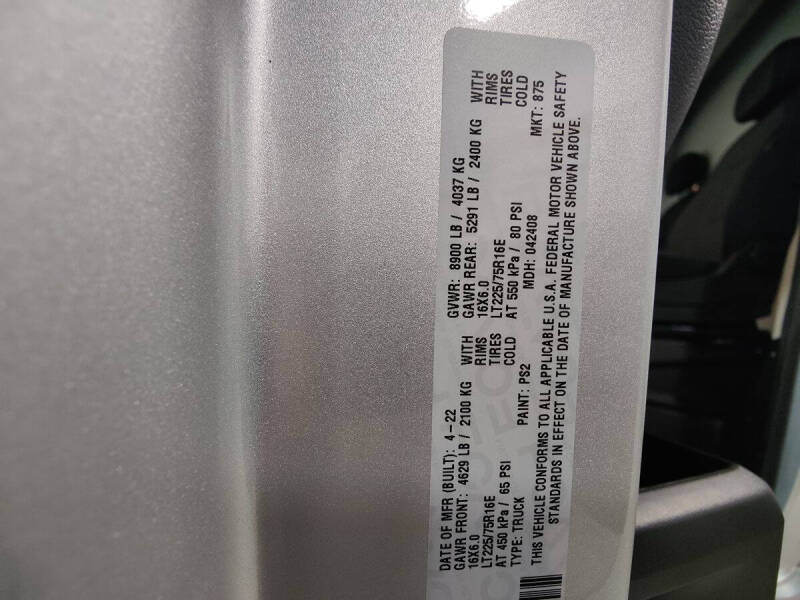 DATE OF MFR (BUILT): 4-22 GVWR: 8900 LB / 4037 KG
GAWR FRONT: 4629 LB / 2100 KG WITH GAWR REAR: 5291 LB / 2400 KG WITH
16X6.0 RIMS 16X6.0 RIMS
LT225/75R16E TIRES LT225/75R16E TIRES
AT 450 kPa / 65 PSI COLD AT 550 kPa / 80 PSI COLD
TYPE: TRUCK PAINT: PS2 MDH: 042408 MKT: 875
THIS VEHICLE CONFORMS TO ALL APPLICABLE U.S.A. FEDERAL MOTOR VEHICLE SAFETY
STANDARDS IN EFFECT ON THE DATE OF MANUFACTURE SHOWN ABOVE.